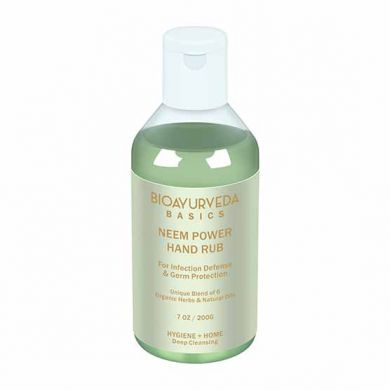 BIOAYURVEDA
BASICS
NEEM POWER
HAND RUB
For Infection Defense
& Germ Protection
Unique Blend of 6
Organic Herbs & Natural Oils
7 OZ / 200G
HYGIENE + HOME
Deep Cleansing